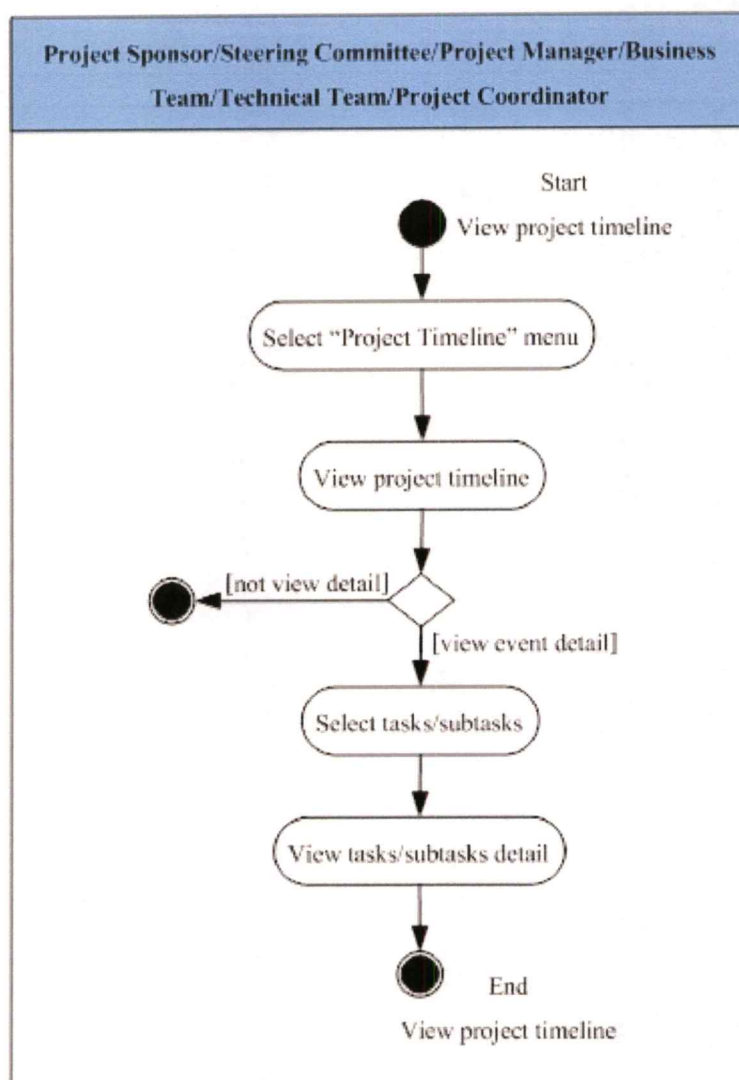 Project Sponsor/Steering Committee/Project Manager/Business
Team/Technical Team/Project Coordinator
Start
View project timeline
Select “Project Timeline” menu
View project timeline
[not view detail]
[view event detail]
Select tasks/subtasks
View tasks/subtasks detail
End
View project timeline